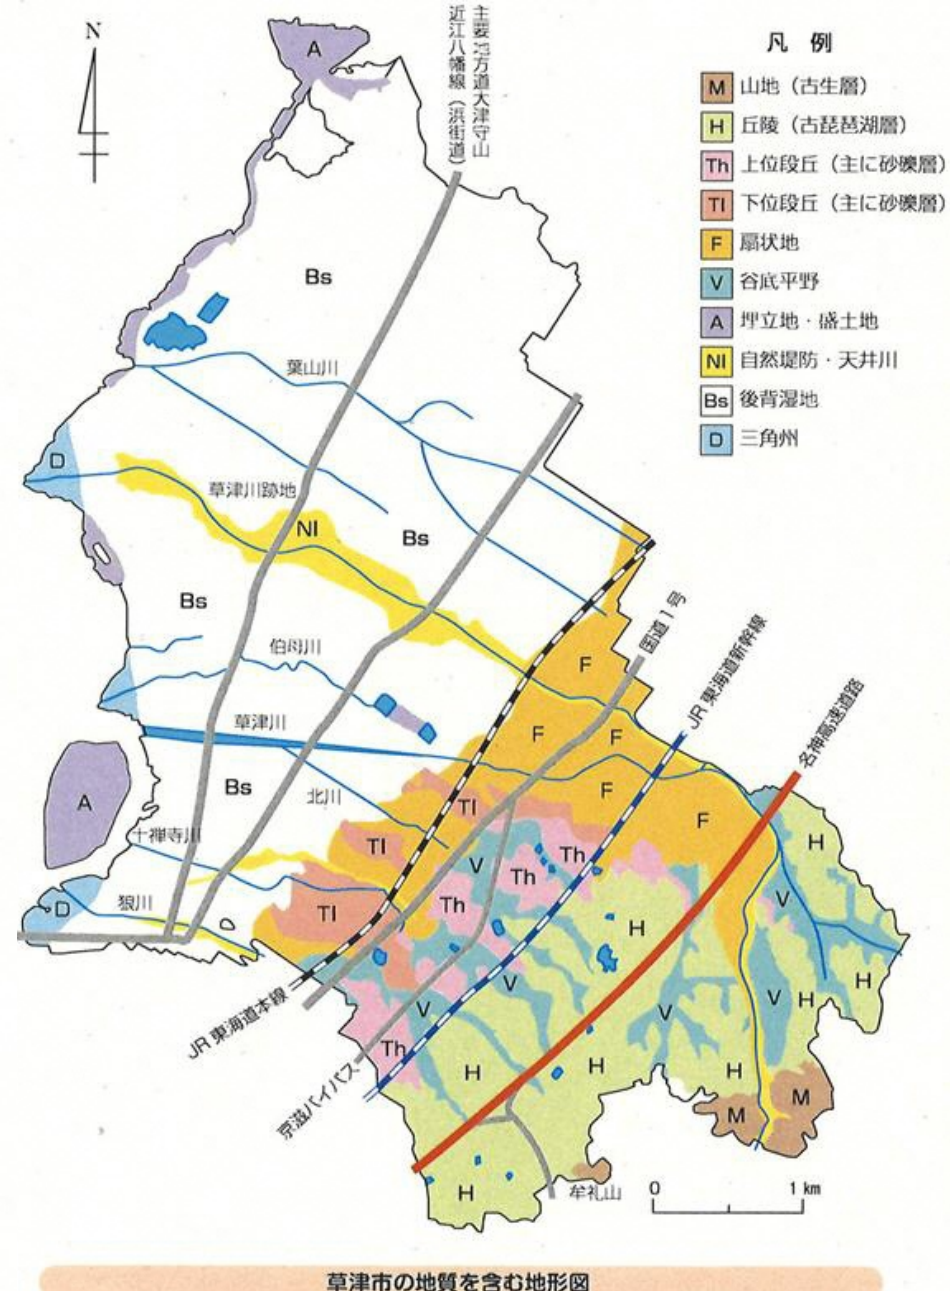 N
主要地方道大津守山
近江八幡線（浜街道）
凡 例
M 山地（古生層）
H 丘陵（古琵琶湖層）
Th 上位段丘（主に砂礫層）
Tl 下位段丘（主に砂礫層）
F 扇状地
V 谷底平野
A 埋立地・盛土地
Nl 自然堤防・天井川
Bs 後背湿地
D 三角州
A
Bs
葉山川
D
草津川跡地
Nl
Bs
Bs
国道1号
伯母川
F
JR東海道新幹線
草津川
F
F
名神高速道路
Bs
北川
F
Tl
F
A
十禅寺川
Tl
V
Th
H
Th
狼川
D
Tl
Th
V
H
JR東海道本線
V
V
V
V
H
H
Th
京滋バイパス
H
H
H
M
M
H
牟礼山
0
1km
草津市の地質を含む地形図